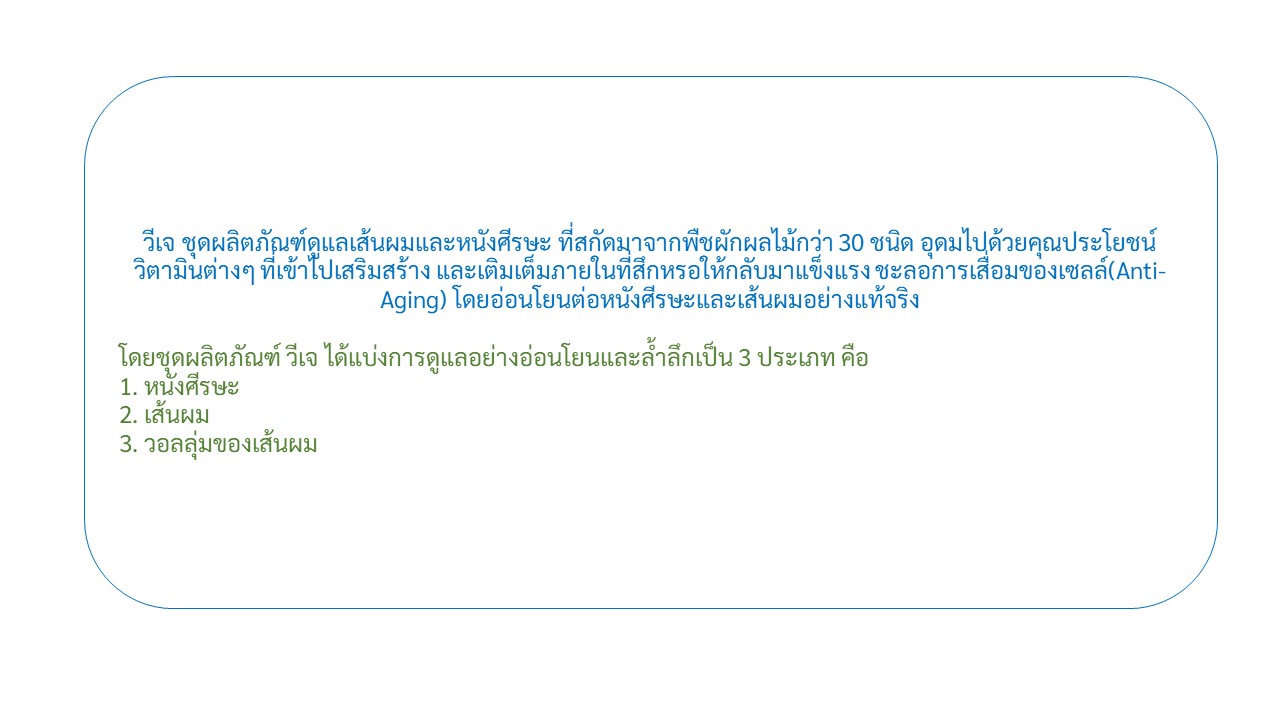 วีเจ ชุดผลิตภัณฑ์ดูแลเส้นผมและหนังศีรษะ ที่สกัดมาจากพืชผักผลไม้กว่า 30 ชนิด อุดมไปด้วยคุณประโยชน์
วิตามินต่างๆ ที่เข้าไปเสริมสร้าง และเติมเต็มภายในที่สึกหรอให้กลับมาแข็งแรง ชะลอการเสื่อมของเซลล์(Anti-
Aging) โดยอ่อนโยนต่อหนังศีรษะและเส้นผมอย่างแท้จริง
โดยชุดผลิตภัณฑ์ วีเจ ได้แบ่งการดูแลอย่างอ่อนโยนและล้ำลึกเป็น 3 ประเภท คือ
1. หนังศีรษะ
2. เส้นผม
3. วอลลุ่มของเส้นผม